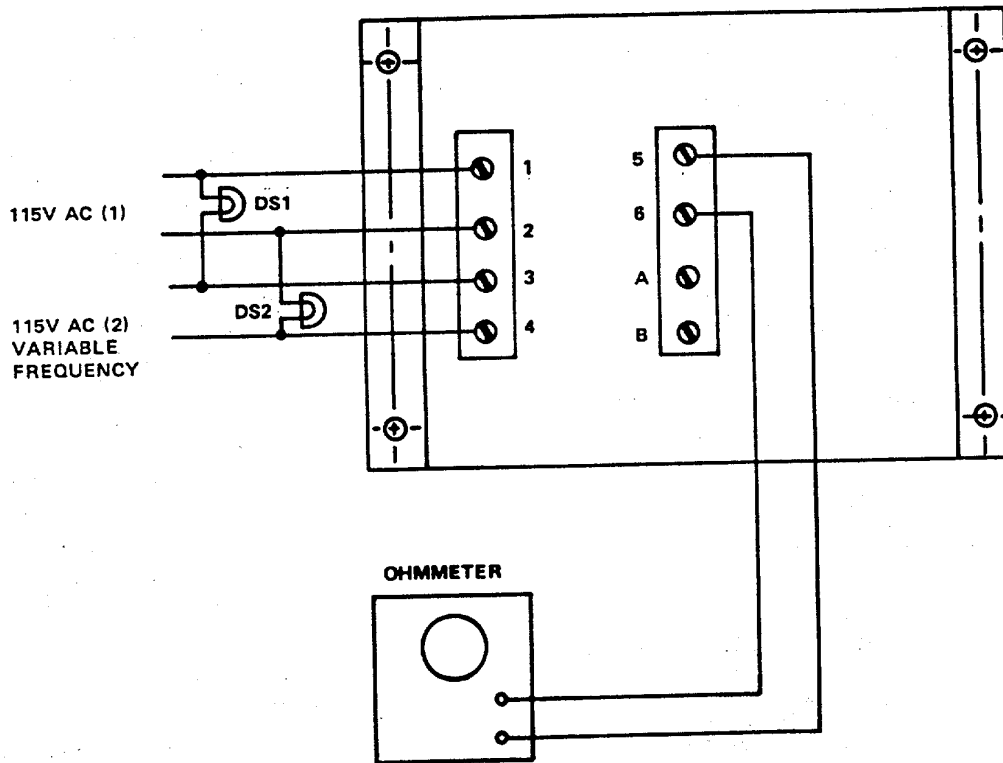 115V AC (1)
DS1
1
2
3
4
DS2
115V AC (2)
VARIABLE
FREQUENCY
5
6
A
B
OHMMETER